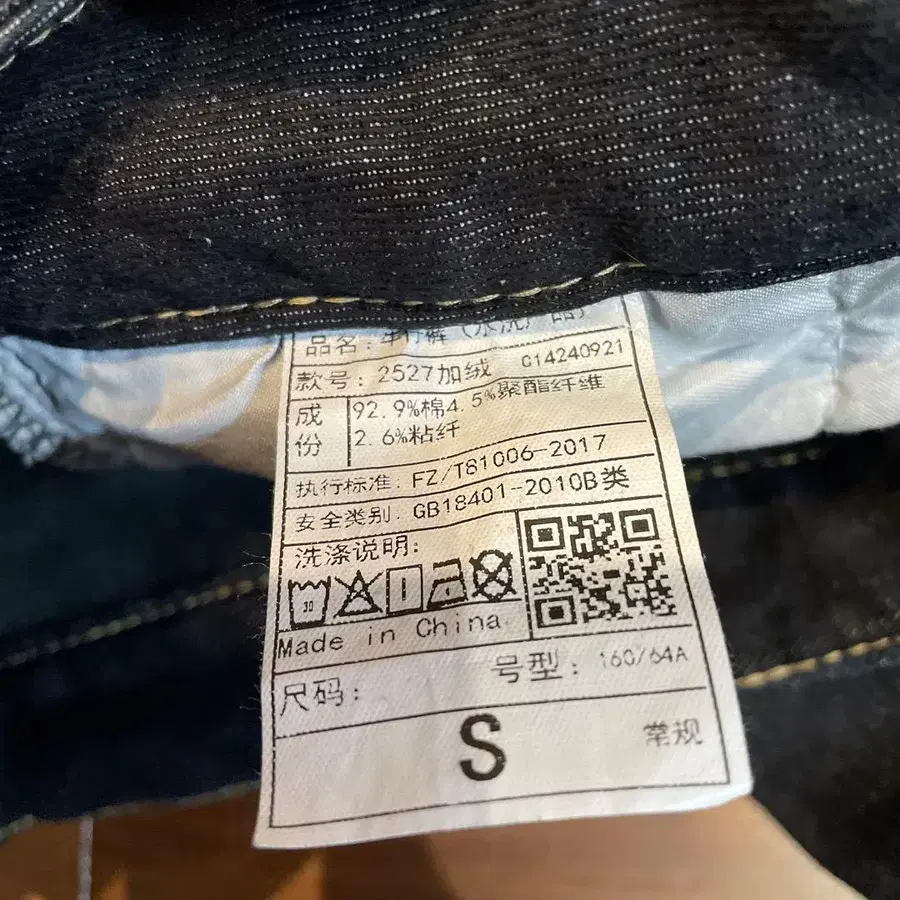 品名: 牛仔裤 (水洗产品)
款号: 2527加绒 G14240921
成份 92.9%棉4.5%聚酯纤维
2.6%粘纤
执行标准: FZ/T81006-2017
安全类别: GB18401-2010B类
洗涤说明:
30
Made in China
号型: 160/64A
尺码:
S
常规